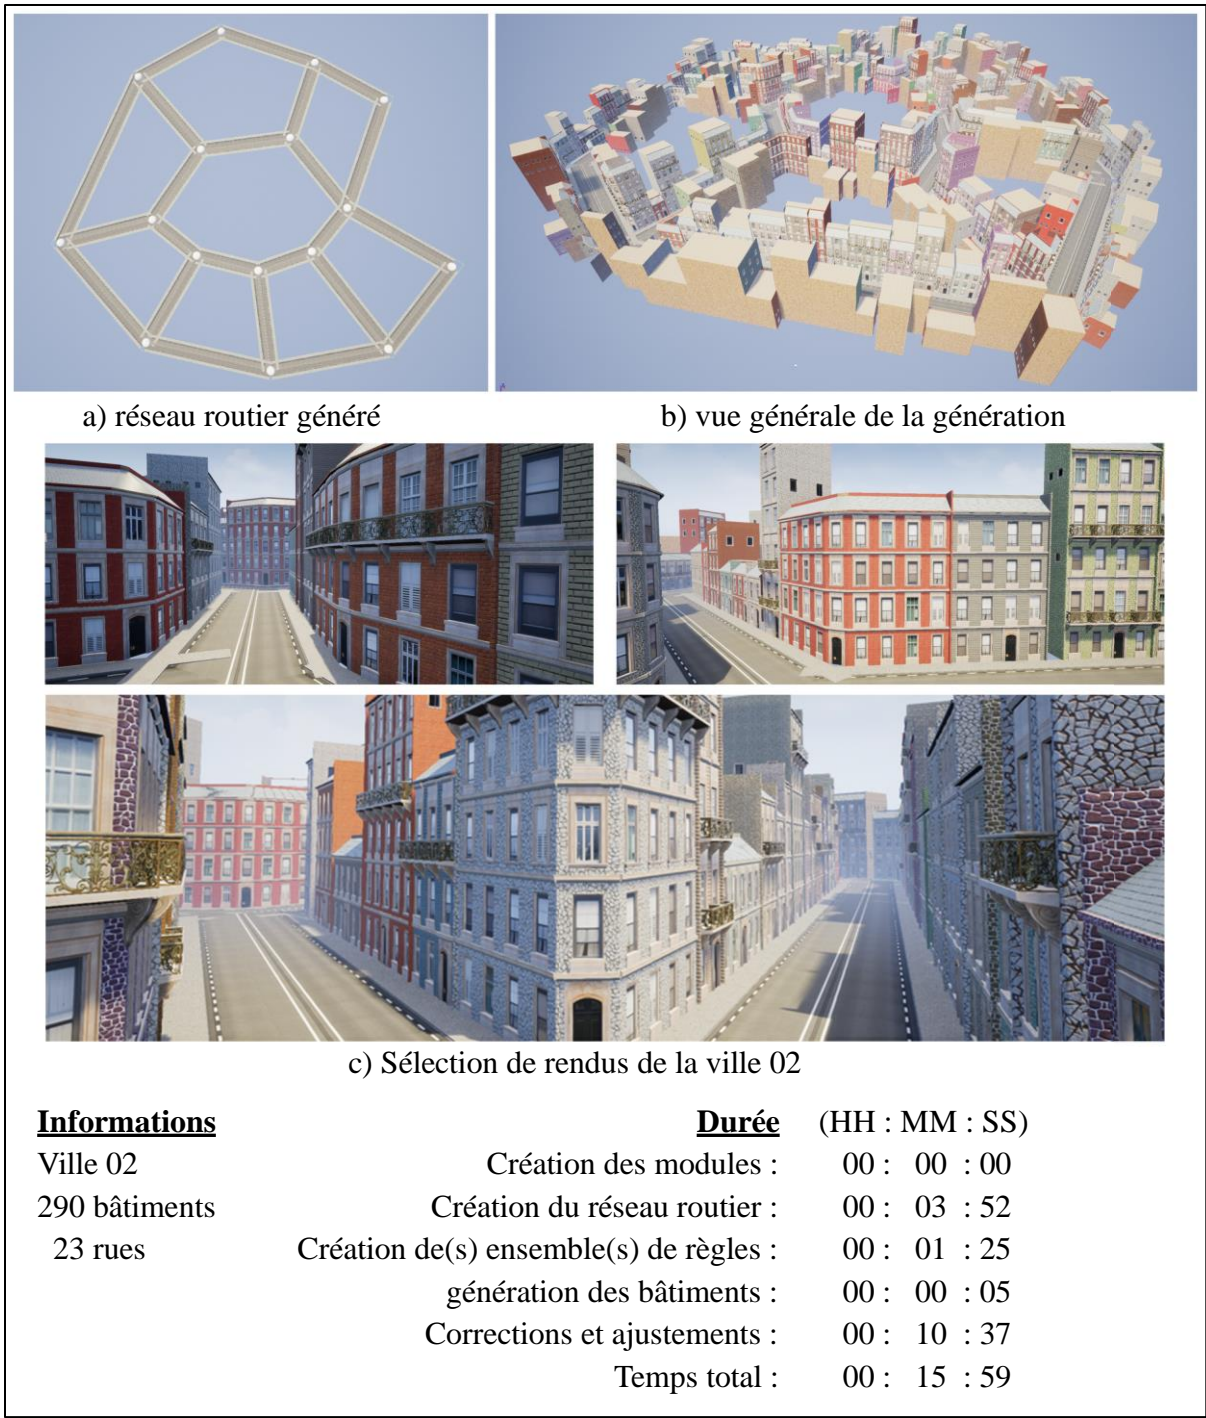 a) réseau routier généré
b) vue générale de la génération
c) Sélection de rendus de la ville 02
Informations
Durée (HH : MM : SS)
Ville 02
Création des modules : 00 : 00 : 00
290 bâtiments
Création du réseau routier : 00 : 03 : 52
23 rues
Création de(s) ensemble(s) de règles : 00 : 01 : 25
génération des bâtiments : 00 : 00 : 05
Corrections et ajustements : 00 : 10 : 37
Temps total : 00 : 15 : 59